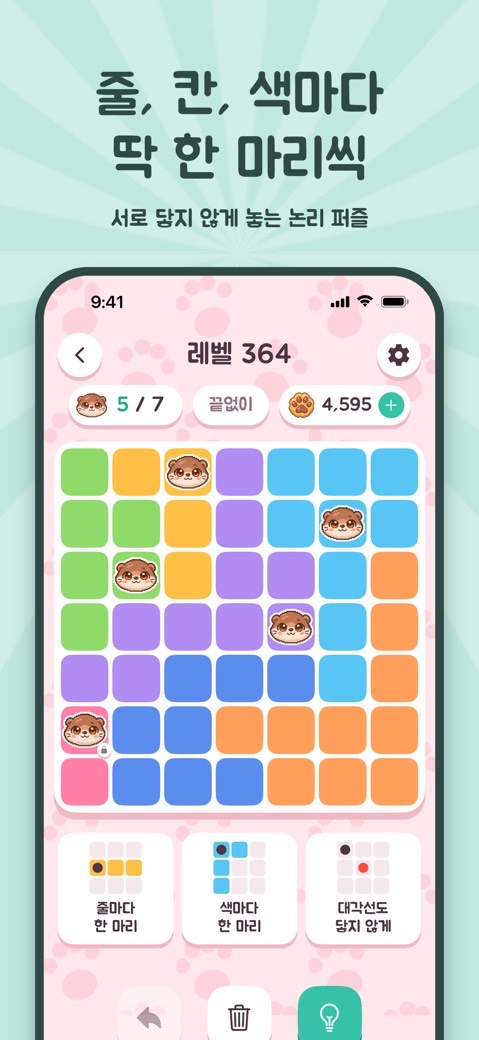 줄, 칸, 색마다
딱 한 마리씩
서로 닿지 않게 놓는 논리 퍼즐
9:41
레벨 364
5 / 7
끝없이
4,595 +
줄마다
한 마리
색마다
한 마리
대각선도
닿지 않게